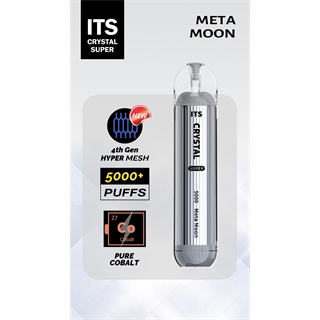 ITS
CRYSTAL
SUPER
META
MOON
NEW
4th Gen
HYPER MESH
5000+
PUFFS
27
Co
Cobalt
PURE
COBALT
ITS
CRYSTAL
SUPER
5000 Meta Moon